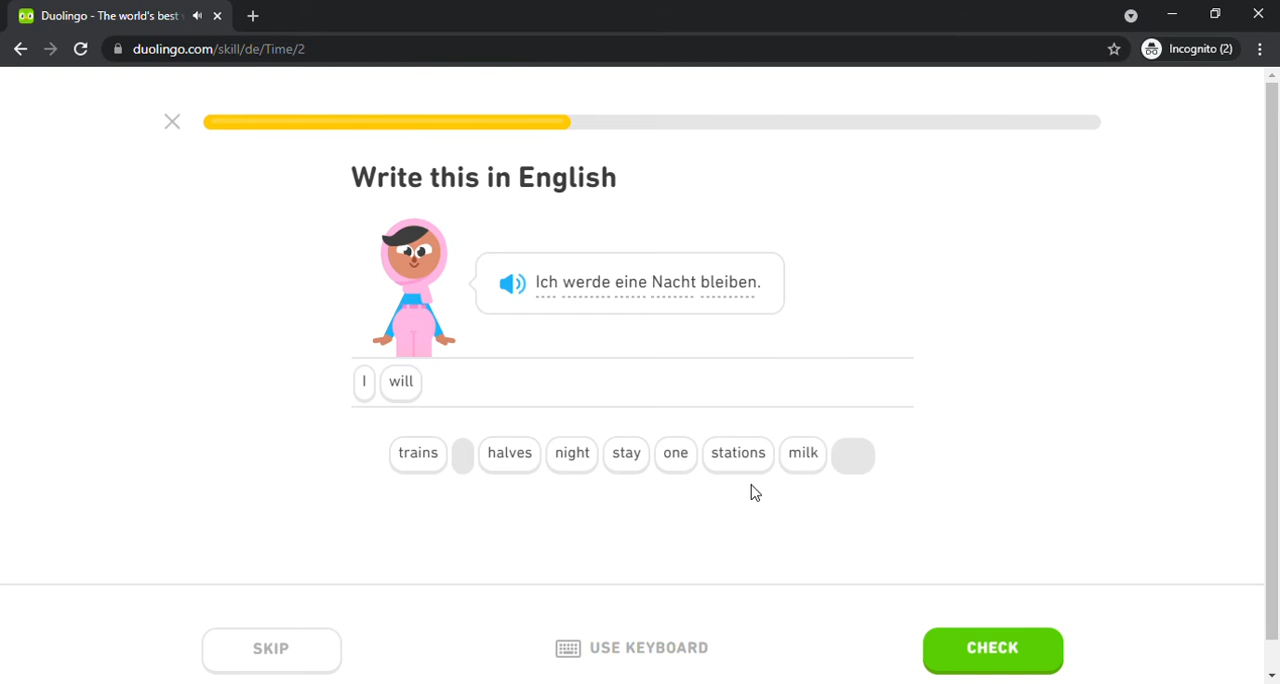 Duolingo - The world's best
duolingo.com/skill/de/Time/2
Incognito (2)
Write this in English
Ich werde eine Nacht bleiben.
I will
trains halves night stay one stations milk
SKIP USE KEYBOARD CHECK